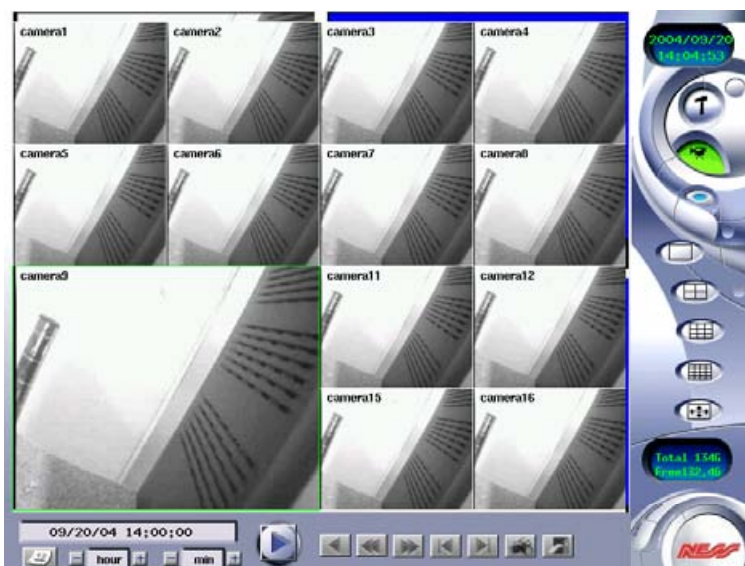 camera1 camera2 camera3 camera4
2004/09/20
14:04:53
camera5 camera6 camera7 camera8
camera9 camera11 camera12
camera15 camera16
Total 134G
Free132.4G
09/20/04 14:00:00
hour min
NESS